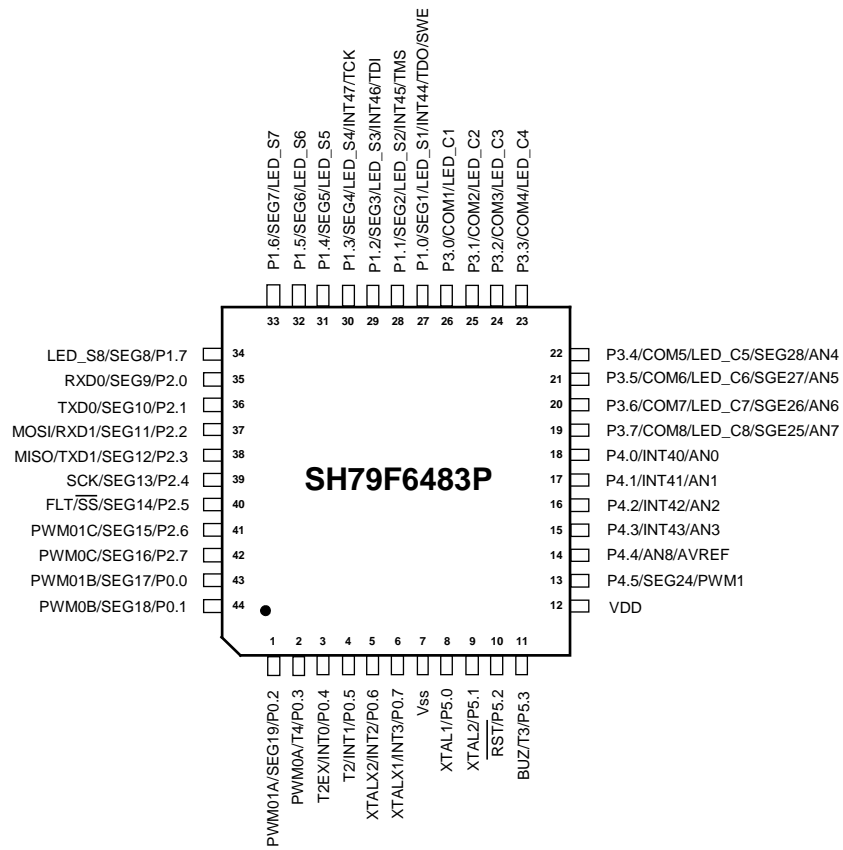 P1.6/SEG7/LED_S7
P1.5/SEG6/LED_S6
P1.4/SEG5/LED_S5
P1.3/SEG4/LED_S4/INT47/TCK
P1.2/SEG3/LED_S3/INT46/TDI
P1.1/SEG2/LED_S2/INT45/TMS
P1.0/SEG1/LED_S1/INT44/TDO/SWE
P3.0/COM1/LED_C1
P3.1/COM2/LED_C2
P3.2/COM3/LED_C3
P3.3/COM4/LED_C4
33 32 31 30 29 28 27 26 25 24 23
LED_S8/SEG8/P1.7 34
RXD0/SEG9/P2.0 35
TXD0/SEG10/P2.1 36
MOSI/RXD1/SEG11/P2.2 37
MISO/TXD1/SEG12/P2.3 38
SCK/SEG13/P2.4 39
FLT/SS/SEG14/P2.5 40
PWM01C/SEG15/P2.6 41
PWM0C/SEG16/P2.7 42
PWM01B/SEG17/P0.0 43
PWM0B/SEG18/P0.1 44
SH79F6483P
22 P3.4/COM5/LED_C5/SEG28/AN4
21 P3.5/COM6/LED_C6/SGE27/AN5
20 P3.6/COM7/LED_C7/SGE26/AN6
19 P3.7/COM8/LED_C8/SGE25/AN7
18 P4.0/INT40/AN0
17 P4.1/INT41/AN1
16 P4.2/INT42/AN2
15 P4.3/INT43/AN3
14 P4.4/AN8/AVREF
13 P4.5/SEG24/PWM1
12 VDD
1 2 3 4 5 6 7 8 9 10 11
PWM01A/SEG19/P0.2
PWM0A/T4/P0.3
T2EX/INT0/P0.4
T2/INT1/P0.5
XTALX2/INT2/P0.6
XTALX1/INT3/P0.7
Vss
XTAL1/P5.0
XTAL2/P5.1
RST/P5.2
BUZ/T3/P5.3